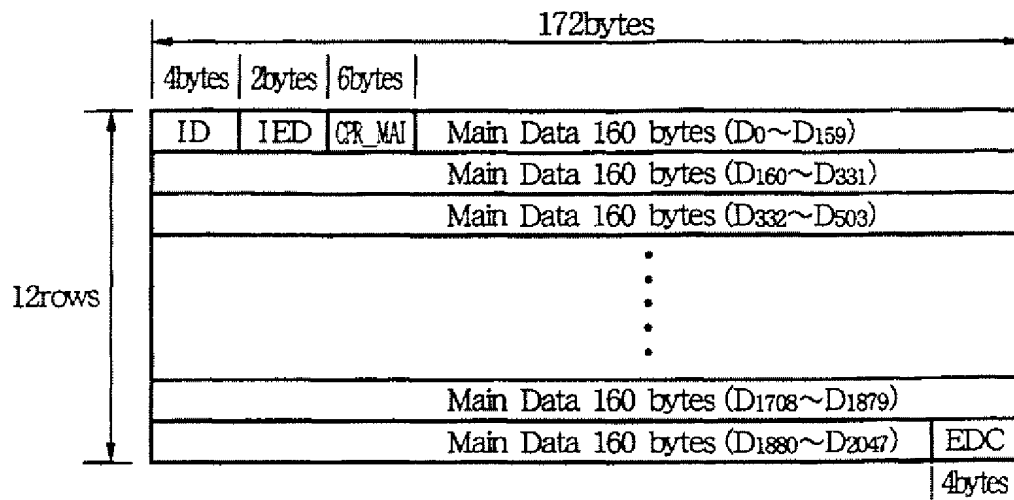 172bytes
4bytes 2bytes 6bytes
ID IED CPR_MAI Main Data 160 bytes (D0~D159)
Main Data 160 bytes (D160~D331)
Main Data 160 bytes (D332~D503)
12rows
Main Data 160 bytes (D1708~D1879)
Main Data 160 bytes (D1880~D2047) EDC
4bytes